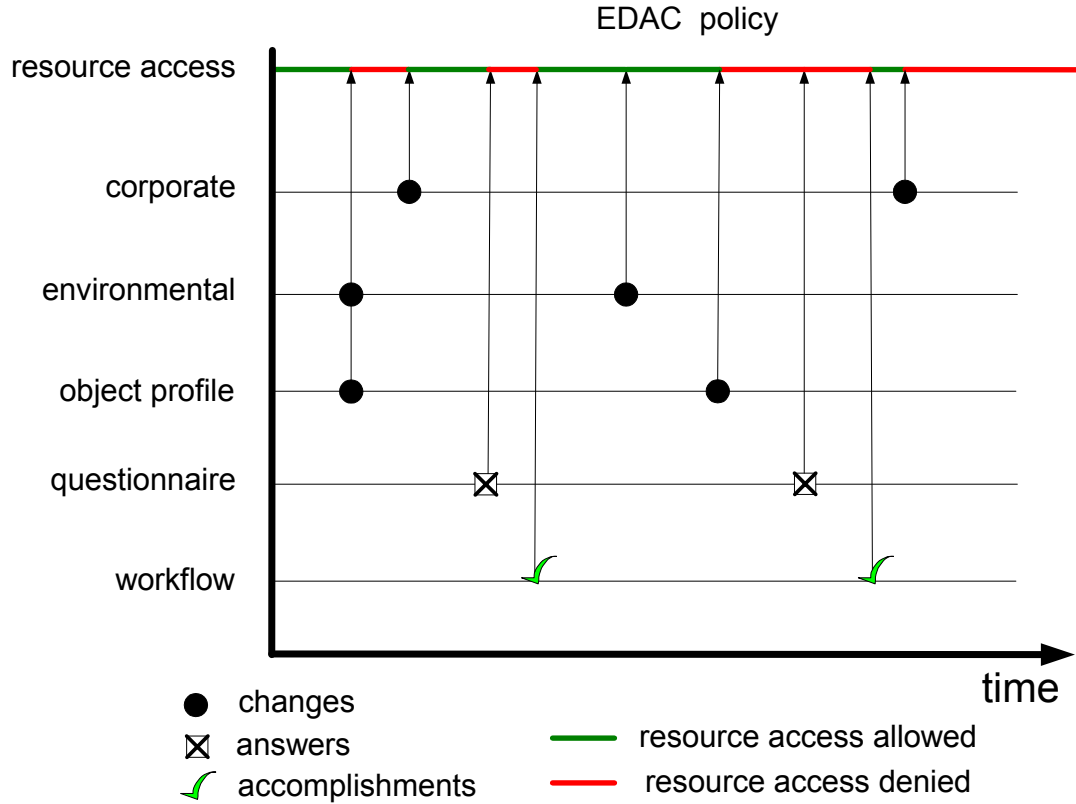 EDAC policy
resource access
corporate
environmental
object profile
questionnaire
workflow
time
changes
answers
accomplishments
resource access allowed
resource access denied